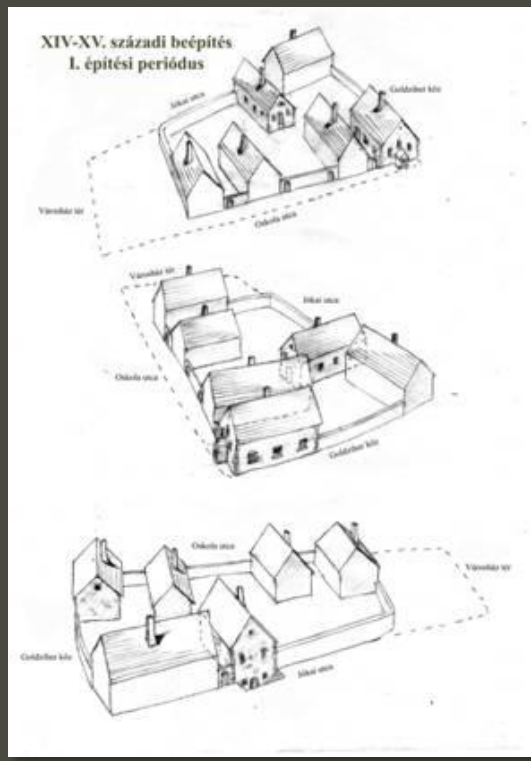 XIV-XV. századi beépítés
I. építési periódus
Jókai utca
Goldziher köz
Városház tér
Oskola utca
Városház tér
Jókai utca
Oskola utca
Goldziher köz
Oskola utca
Városház tér
Goldziher köz
Jókai utca